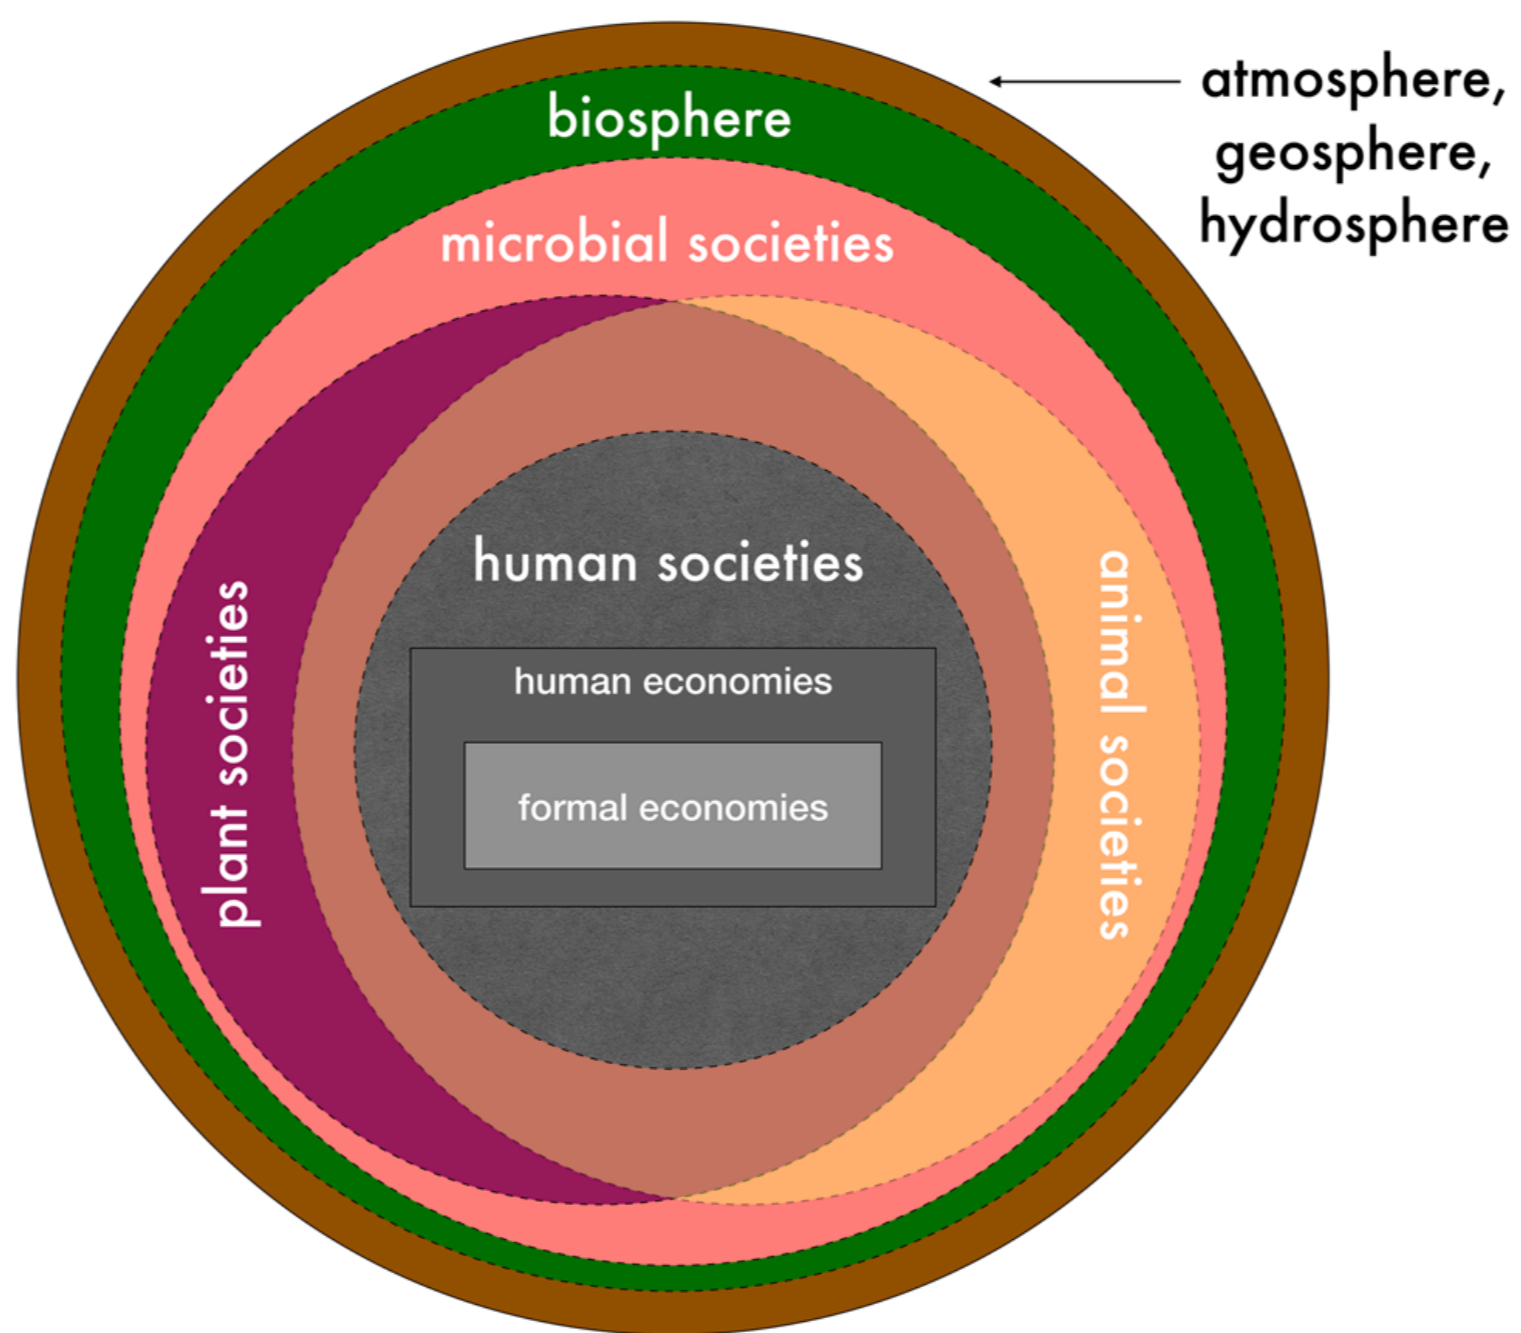 atmosphere,
geosphere,
hydrosphere
biosphere
microbial societies
plant societies
animal societies
human societies
human economies
formal economies